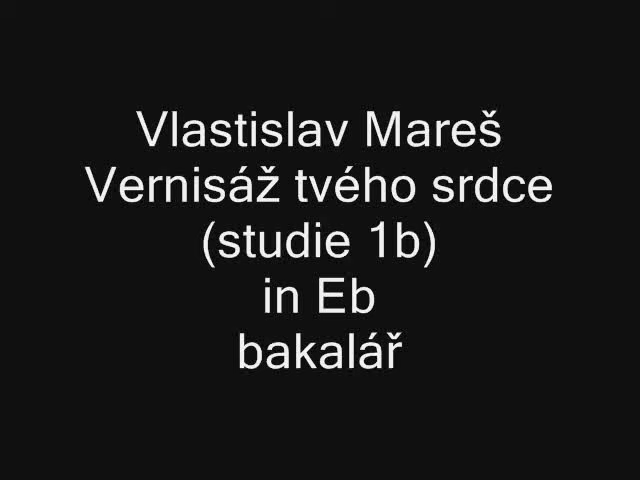 Vlastislav Mareš
Vernisáž tvého srdce
(studie 1b)
in Eb
bakalář